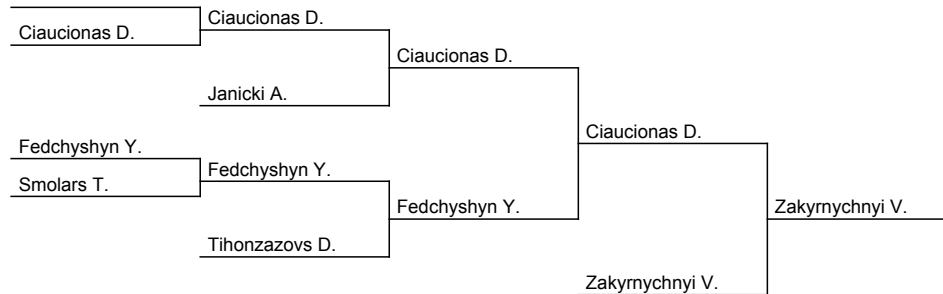 Ciaucionas D.
Ciaucionas D.
Janicki A.
Ciaucionas D.
Fedchyshyn Y.
Smolars T.
Fedchyshyn Y.
Tihonzazovs D.
Fedchyshyn Y.
Ciaucionas D.
Zakyrnychnyi V.
Zakyrnychnyi V.